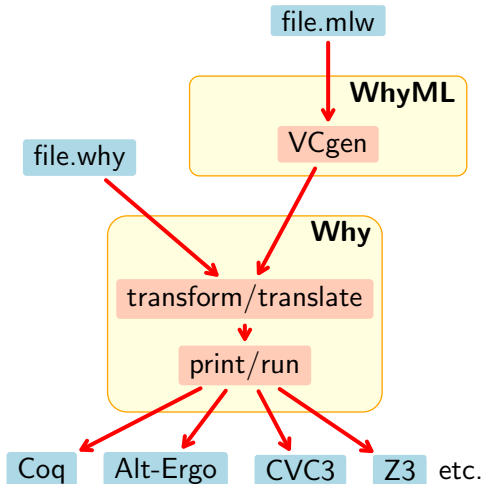 file.mlw
WhyML
VCgen
file.why
Why
transform/translate
print/run
Coq Alt-Ergo CVC3 Z3 etc.